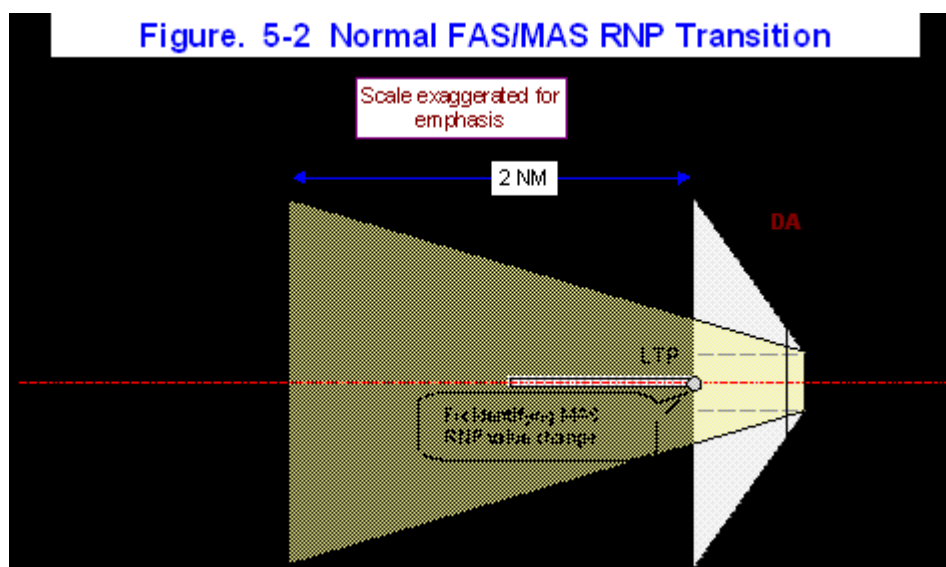 Figure. 5-2 Normal FAS/MAS RNP Transition
Scale exaggerated for
emphasis
2 NM
DA
LTP
Fix identifying MAS
RNP value change